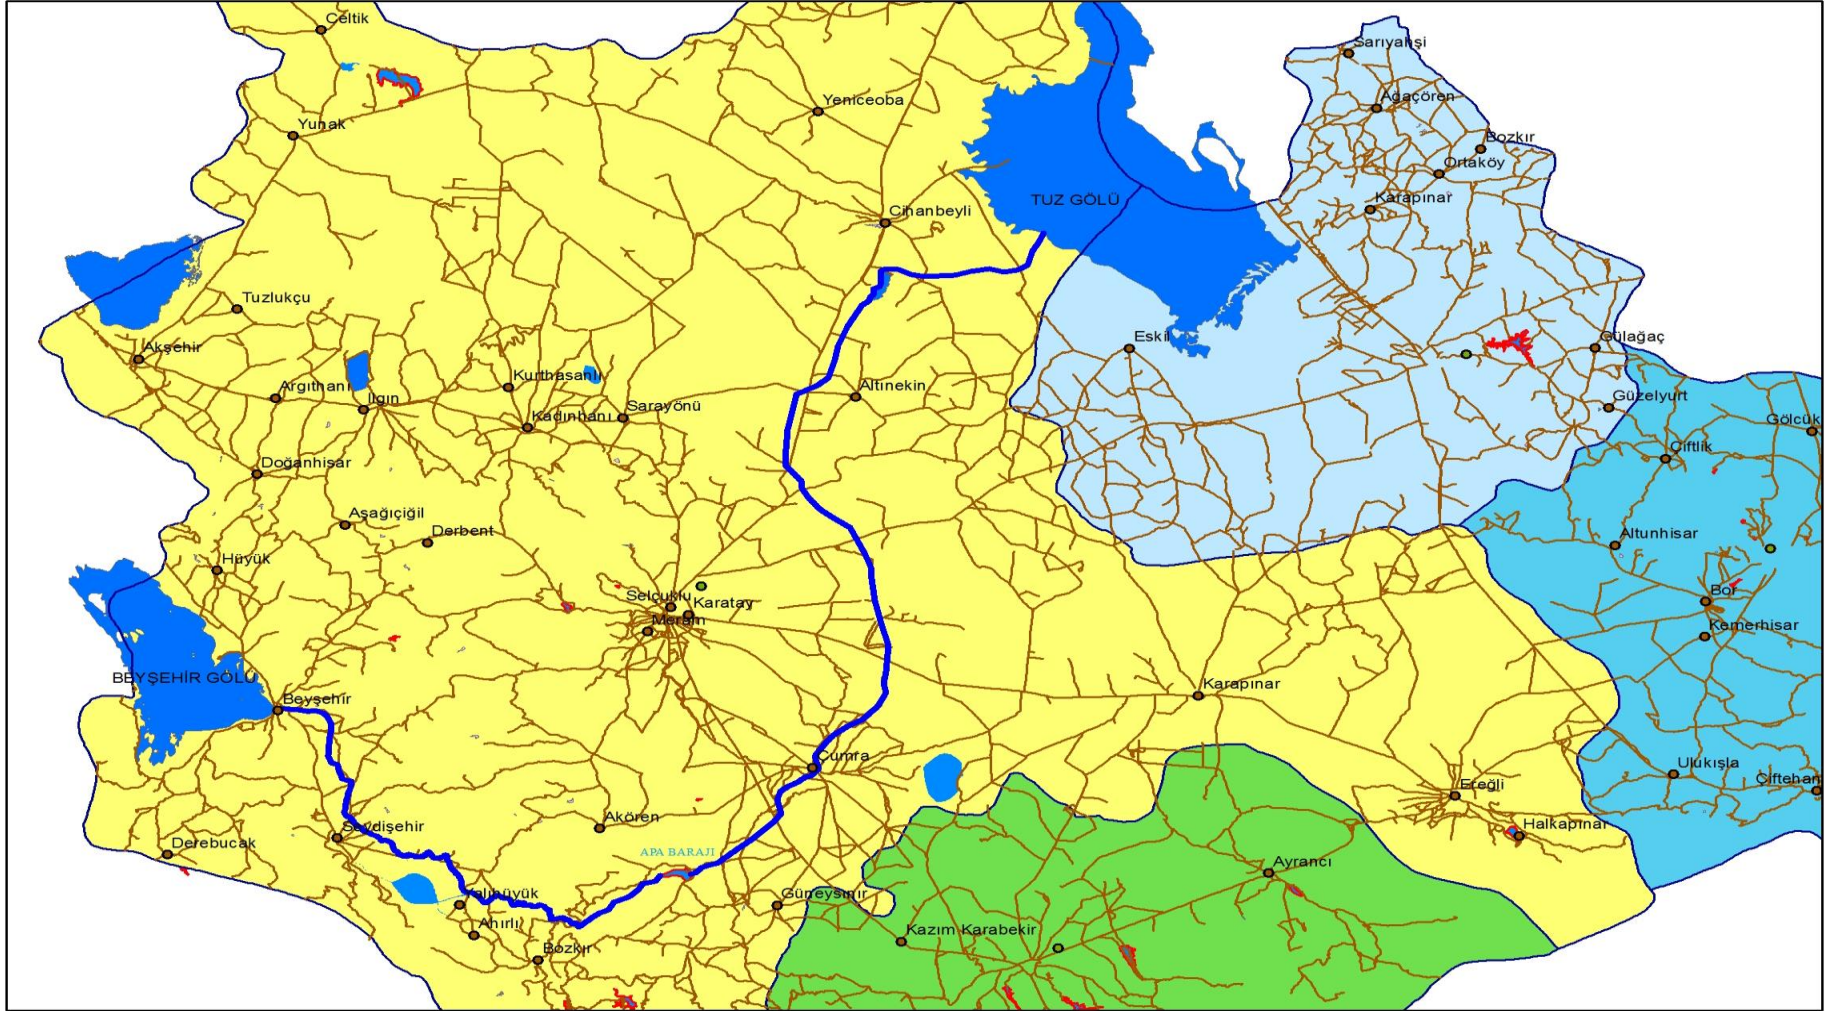 Celtik
Sarıyahşi
Yeniceoba
Ağaçören
Yunak
Bozkır
Ortaköy
TUZ GÖLÜ
Karapınar
Cihanbeyli
Tuzlukçu
Akşehir
Eskil
Gülağaç
Argıthanı
Kurthasanlı
Altınekin
Güzelyurt
Ilgın
Kadınhanı
Sarayönü
Gölcük
Çiftlik
Doğanhisar
Aşağıçiğil
Derbent
Altunhisar
Hüyük
Selçuklu
Karatay
Bor
Meram
Kemerhisar
BEYŞEHİR GÖLÜ
Beyşehir
Karapınar
Cumra
Ulukışla
Çiftehan
Ereğli
Seydişehir
Akören
Halkapınar
Derebucak
APA BARAJI
Ayrancı
Yalıhüyük
Güneysınır
Ahırlı
Kazım Karabekir
Bozkır